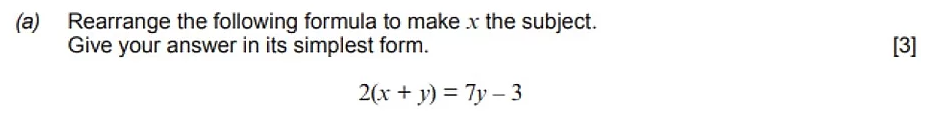 (a) Rearrange the following formula to make x the subject.
Give your answer in its simplest form. [3]
2(x + y) = 7y – 3